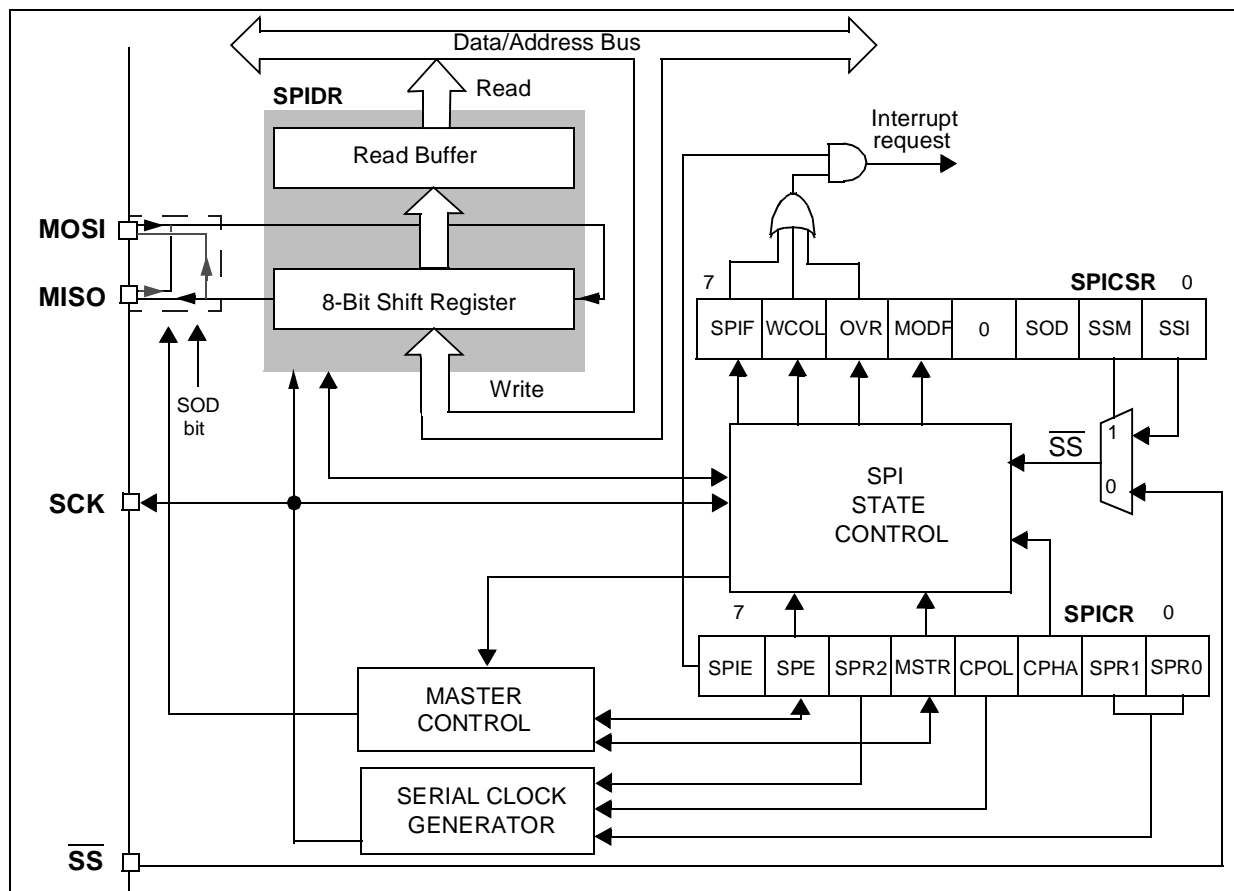 Data/Address Bus
SPIDR
Read
Read Buffer
Interrupt
request
MOSI
MISO
8-Bit Shift Register
7
SPICSR
0
SPIF
WCOL
OVR
MODF
0
SOD
SSM
SSI
Write
SOD
bit
1
SS
0
SCK
SPI
STATE
CONTROL
7
SPICR
0
SPIE
SPE
SPR2
MSTR
CPOL
CPHA
SPR1
SPR0
MASTER
CONTROL
SERIAL CLOCK
GENERATOR
SS